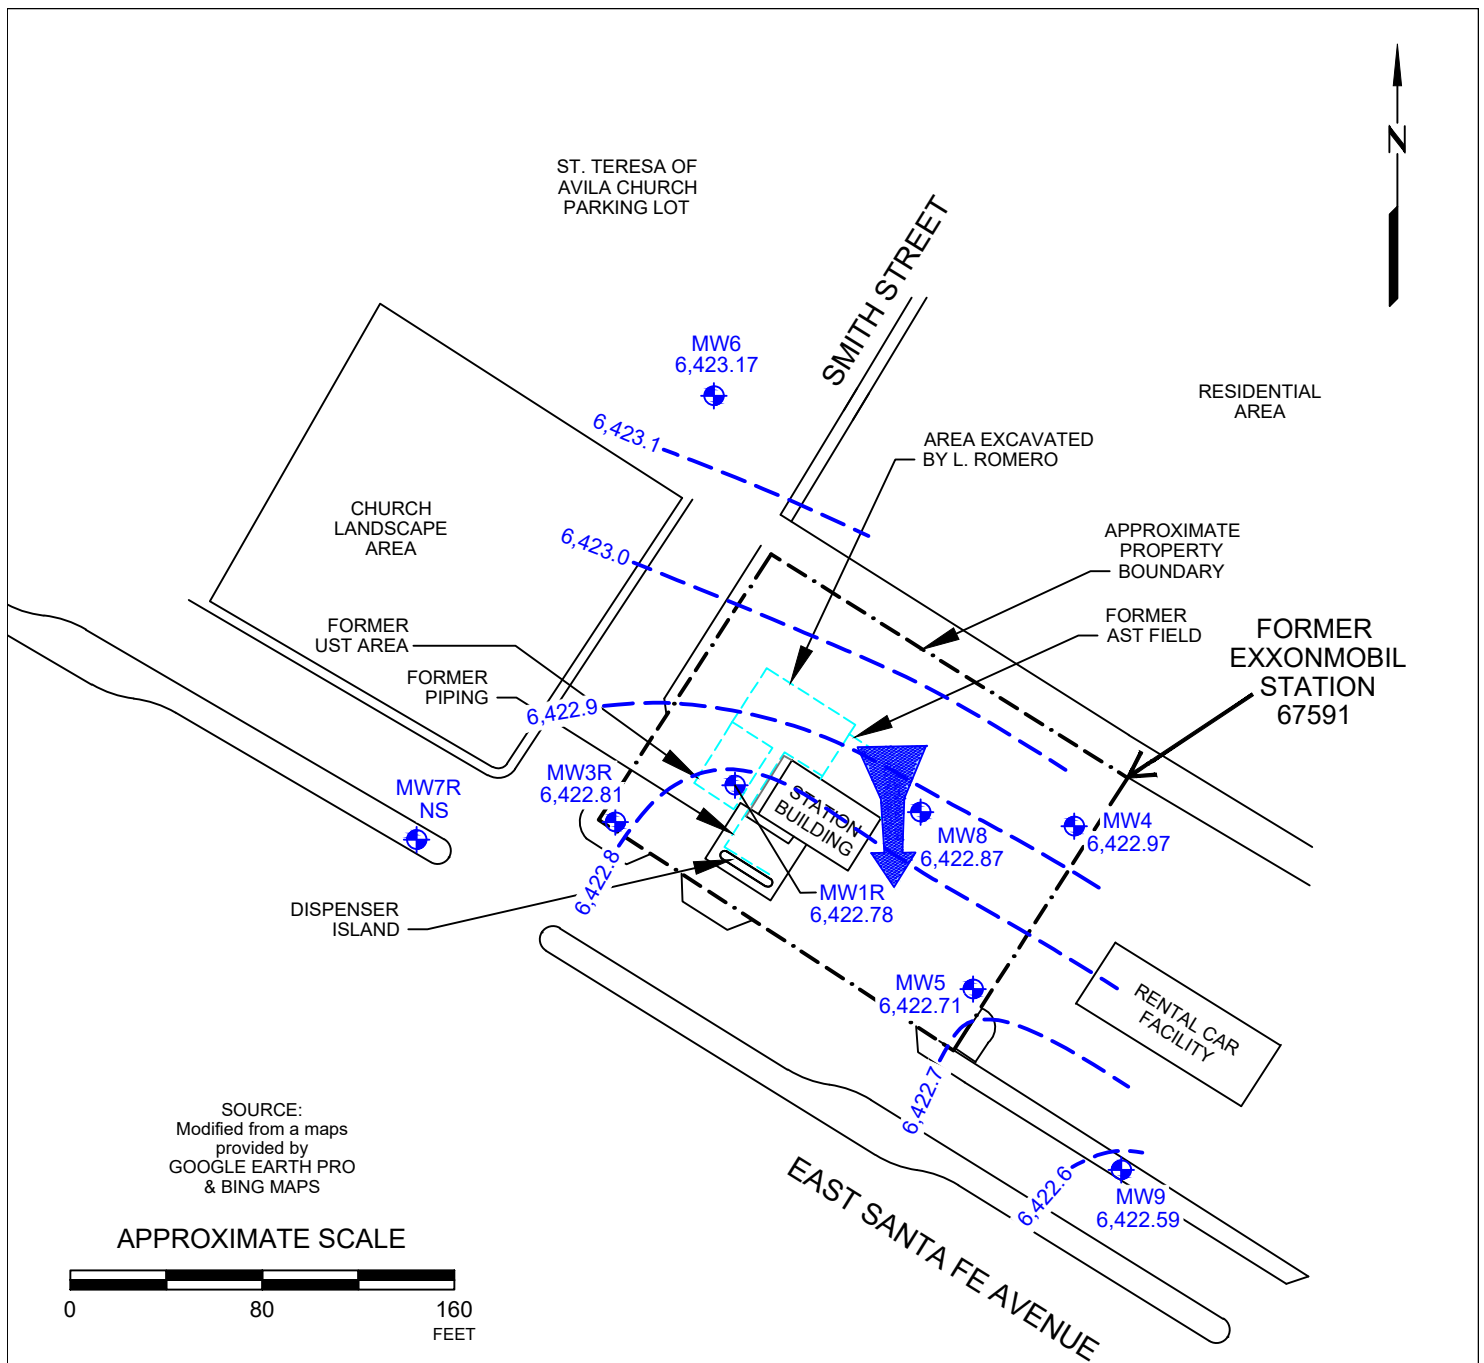 N
ST. TERESA OF
AVILA CHURCH
PARKING LOT
SMITH STREET
MW6
6,423.17
RESIDENTIAL
AREA
6,423.1
AREA EXCAVATED
BY L. ROMERO
CHURCH
LANDSCAPE
AREA
6,423.0
APPROXIMATE
PROPERTY
BOUNDARY
FORMER
UST AREA
FORMER
AST FIELD
FORMER
EXXONMOBIL
STATION
67591
FORMER
PIPING
6,422.9
MW7R
NS
MW3R
6,422.81
STATION
BUILDING
MW8
6,422.87
MW4
6,422.97
6,422.8
MW1R
6,422.78
DISPENSER
ISLAND
MW5
6,422.71
RENTAL CAR
FACILITY
6,422.7
SOURCE:
Modified from a maps
provided by
GOOGLE EARTH PRO
& BING MAPS
6,422.6
MW9
6,422.59
EAST SANTA FE AVENUE
APPROXIMATE SCALE
0 80 160
FEET